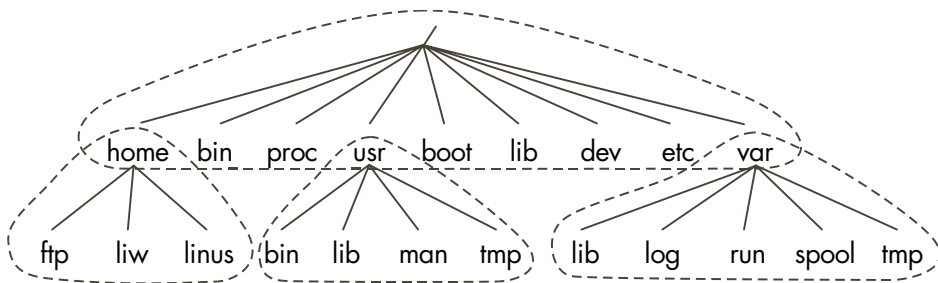 /
home bin proc usr boot lib dev etc var
ftp liw linus bin lib man tmp lib log run spool tmp